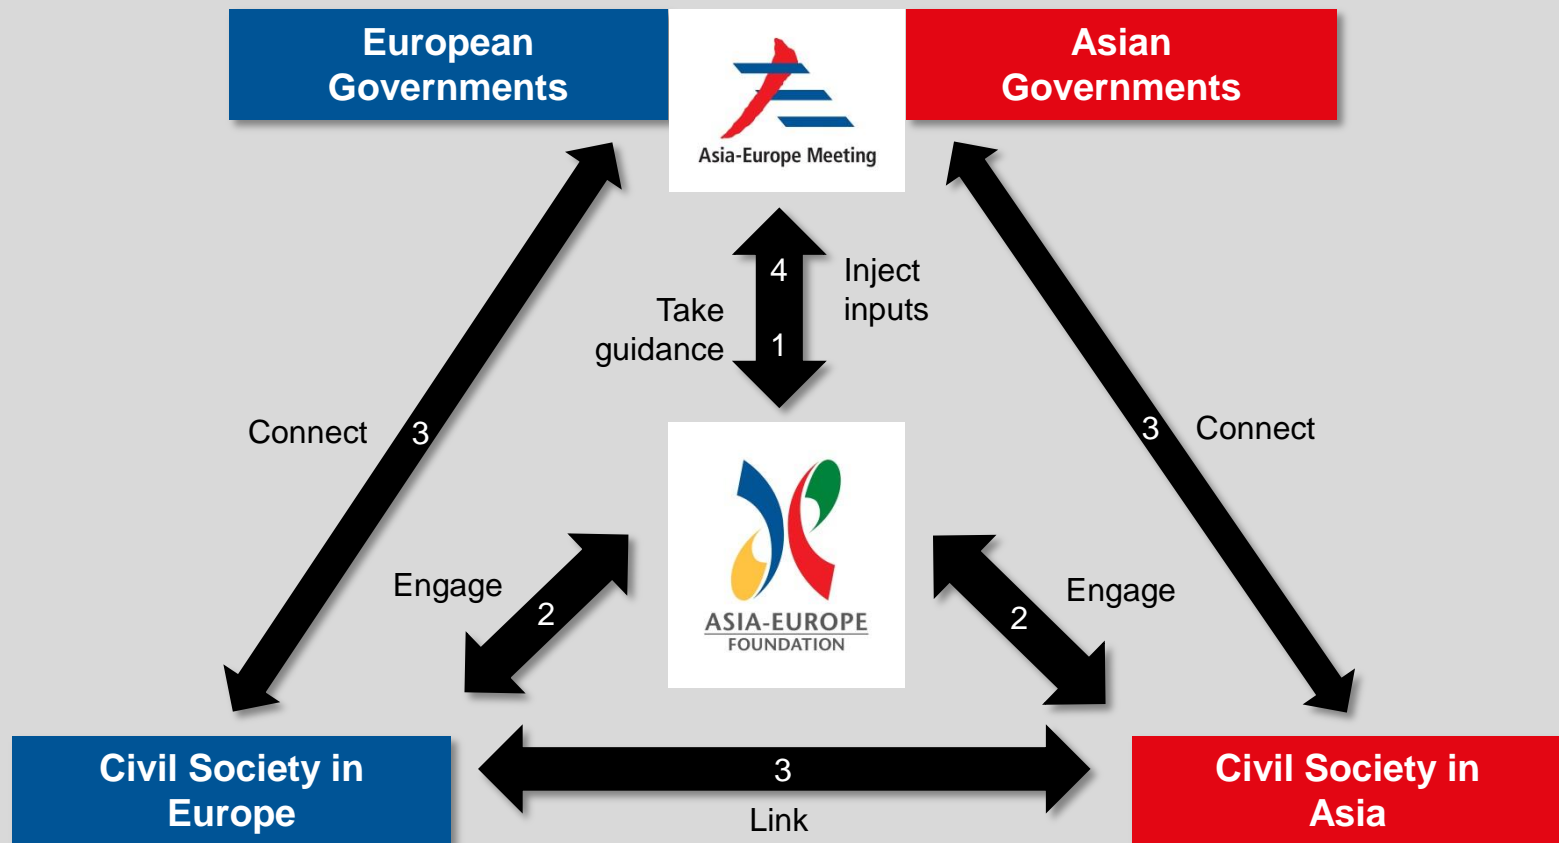 European
Governments
Asia-Europe Meeting
Asian
Governments
4
Inject
inputs
Take
guidance
1
Connect
3
3
Connect
Engage
2
ASIA-EUROPE
FOUNDATION
2
Engage
Civil Society in
Europe
3
Link
Civil Society in
Asia